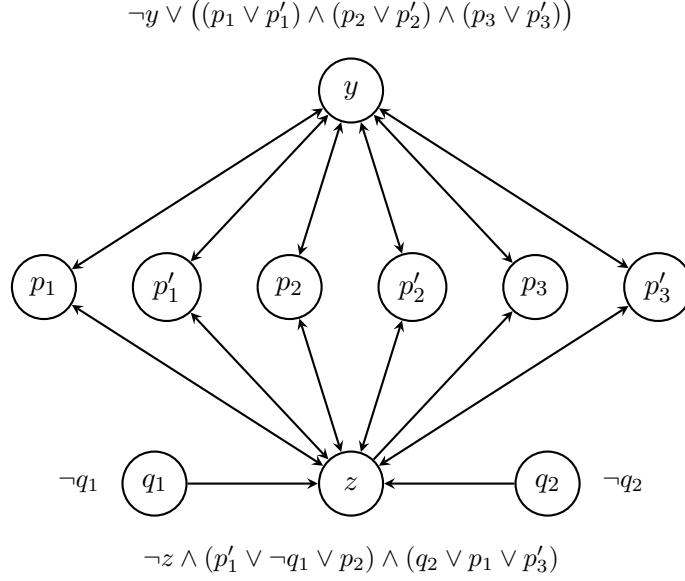 ¬y ∨ ((p₁ ∨ p′₁) ∧ (p₂ ∨ p′₂) ∧ (p₃ ∨ p′₃))
y
p₁ p′₁ p₂ p′₂ p₃ p′₃
¬q₁ q₁ z q₂ ¬q₂
¬z ∧ (p′₁ ∨ ¬q₁ ∨ p₂) ∧ (q₂ ∨ p₁ ∨ p′₃)